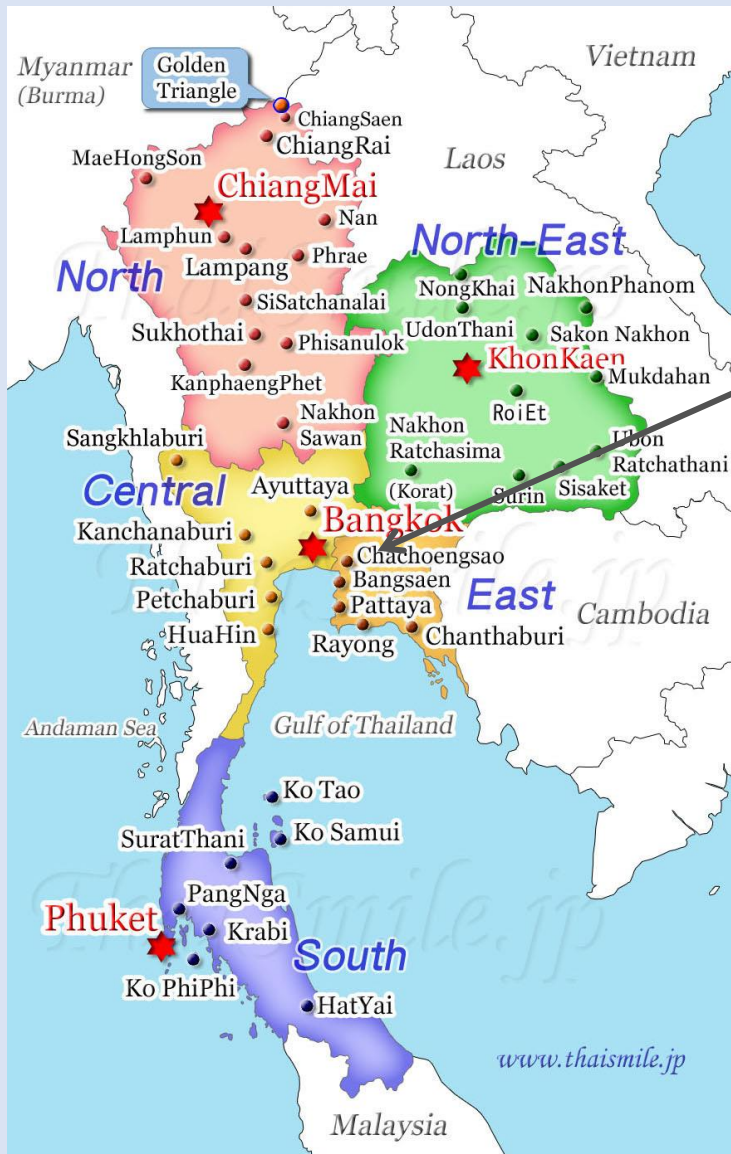 Myanmar
(Burma)
Golden
Triangle
Vietnam
ChiangSaen
ChiangRai
Laos
MaeHongSon
ChiangMai
Nan
Lamphun
Lampang
Phrae
North
North-East
NongKhai
NakhonPhanom
SiSatchanalai
UdonThani
Sakon Nakhon
Sukhothai
Phisanulok
KhonKaen
Mukdahan
KanphaengPhet
RoiEt
Nakhon
Sawan
Nakhon
Ratchasima
(Korat)
Ubon
Ratchathani
Sangkhlaburi
Surin
Sisaket
Central
Ayuttaya
Kanchanaburi
Bangkok
Ratchaburi
Chachoengsao
Bangsaen
East
Petchaburi
Pattaya
Cambodia
HuaHin
Rayong
Chanthaburi
Andaman Sea
Gulf of Thailand
Ko Tao
Ko Samui
SuratThani
PangNga
Phuket
Krabi
South
Ko PhiPhi
HatYai
www.thaismile.jp
Malaysia
ThaiSmile.jp